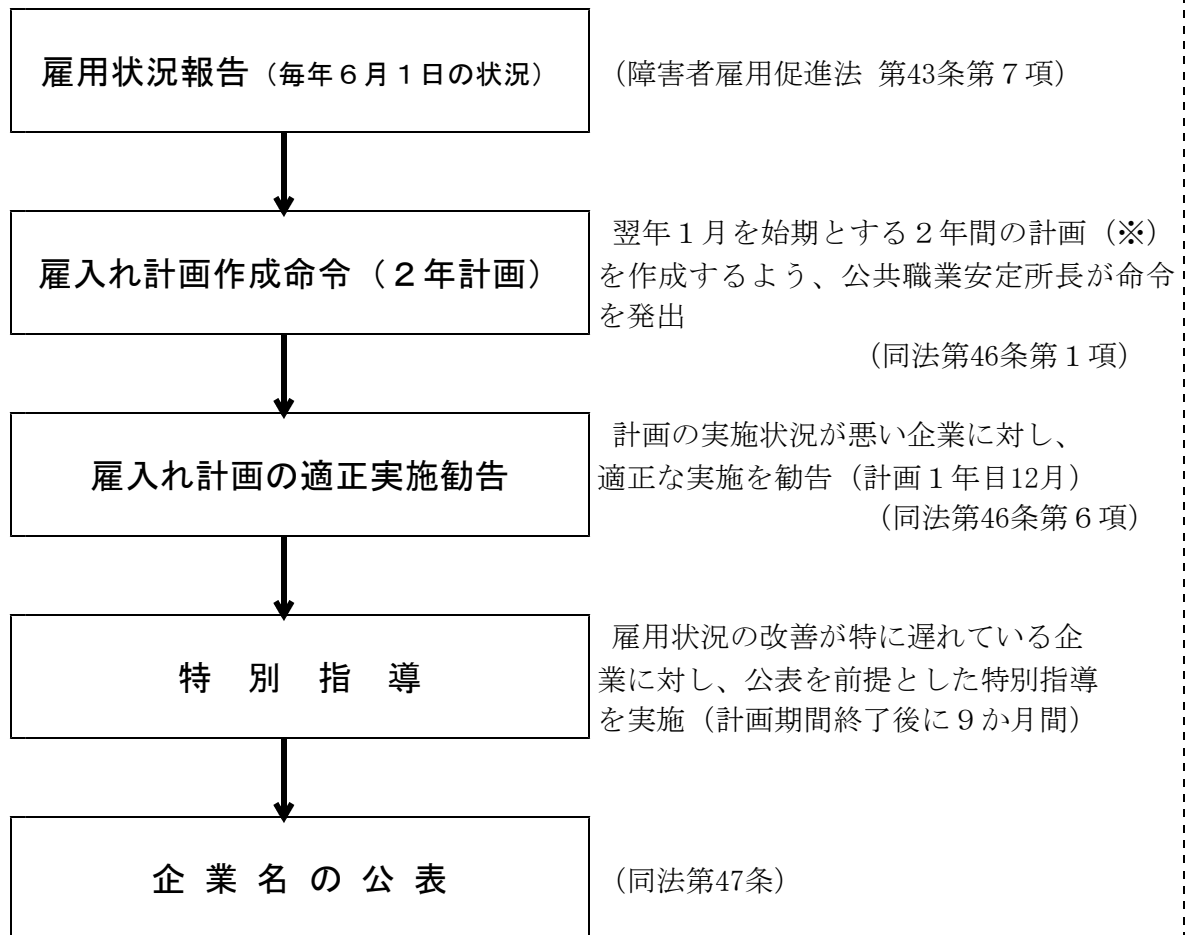 雇用状況報告(毎年6月1日の状況)
(障害者雇用促進法 第43条第7項)
雇入れ計画作成命令(2年計画)
翌年1月を始期とする2年間の計画(※)
を作成するよう、公共職業安定所長が命令
を発出
(同法第46条第1項)
雇入れ計画の適正実施勧告
計画の実施状況が悪い企業に対し、
適正な実施を勧告(計画1年目12月)
(同法第46条第6項)
特 別 指 導
雇用状況の改善が特に遅れている企
業に対し、公表を前提とした特別指導
を実施(計画期間終了後に9か月間)
企 業 名 の 公 表
(同法第47条)